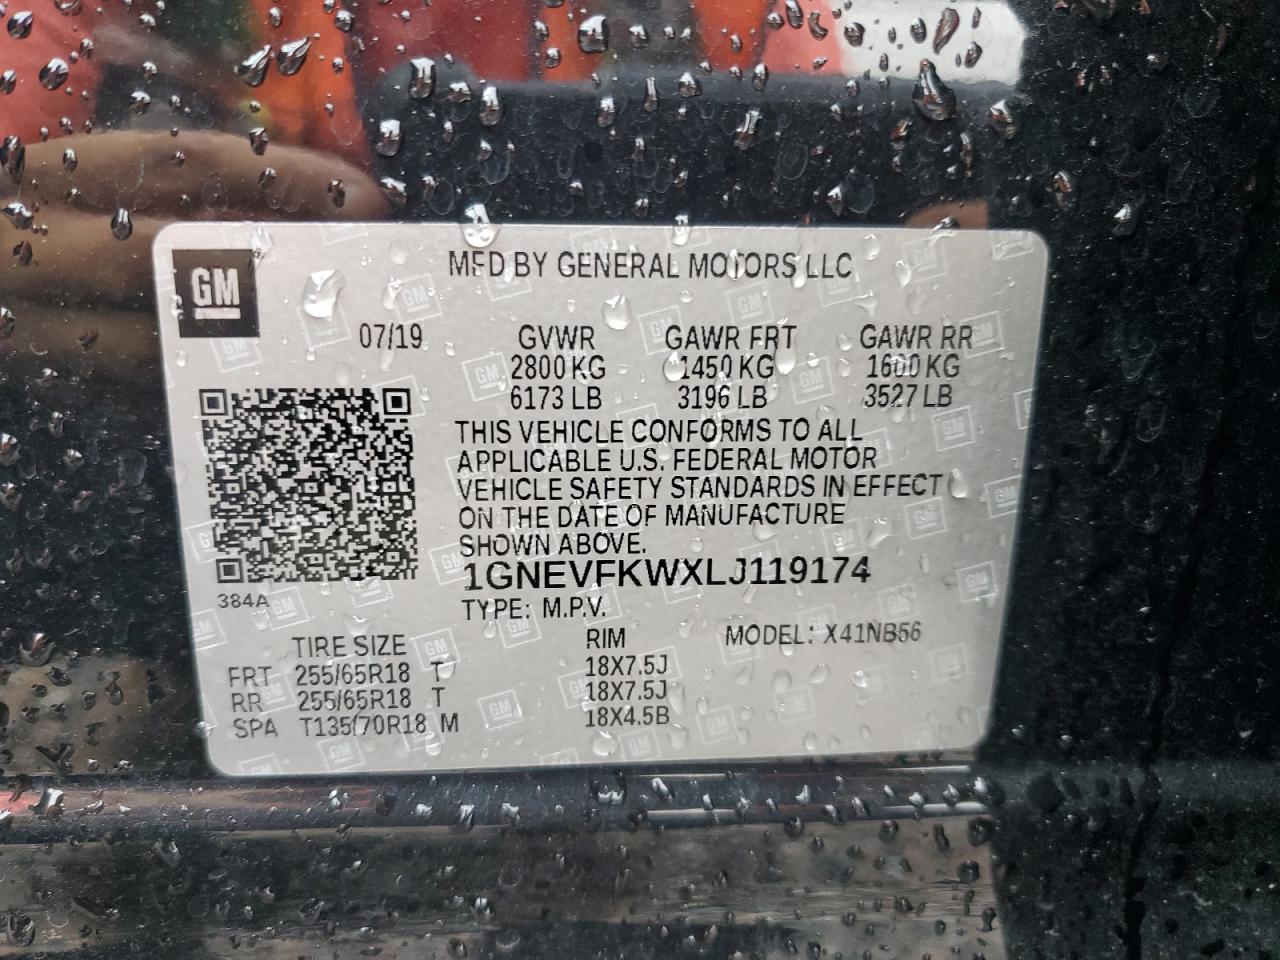 GM
MFD BY GENERAL MOTORS LLC
07/19 GVWR GAWR FRT GAWR RR
2800 KG 1450 KG 1600 KG
6173 LB 3196 LB 3527 LB
THIS VEHICLE CONFORMS TO ALL
APPLICABLE U.S. FEDERAL MOTOR
VEHICLE SAFETY STANDARDS IN EFFECT
ON THE DATE OF MANUFACTURE
SHOWN ABOVE.
1GNEVFKWXLJ119174
384A
TYPE: M.P.V.
TIRE SIZE RIM MODEL: X41NB56
FRT 255/65R18 T 18X7.5J
RR 255/65R18 T 18X7.5J
SPA T135/70R18 M 18X4.5B